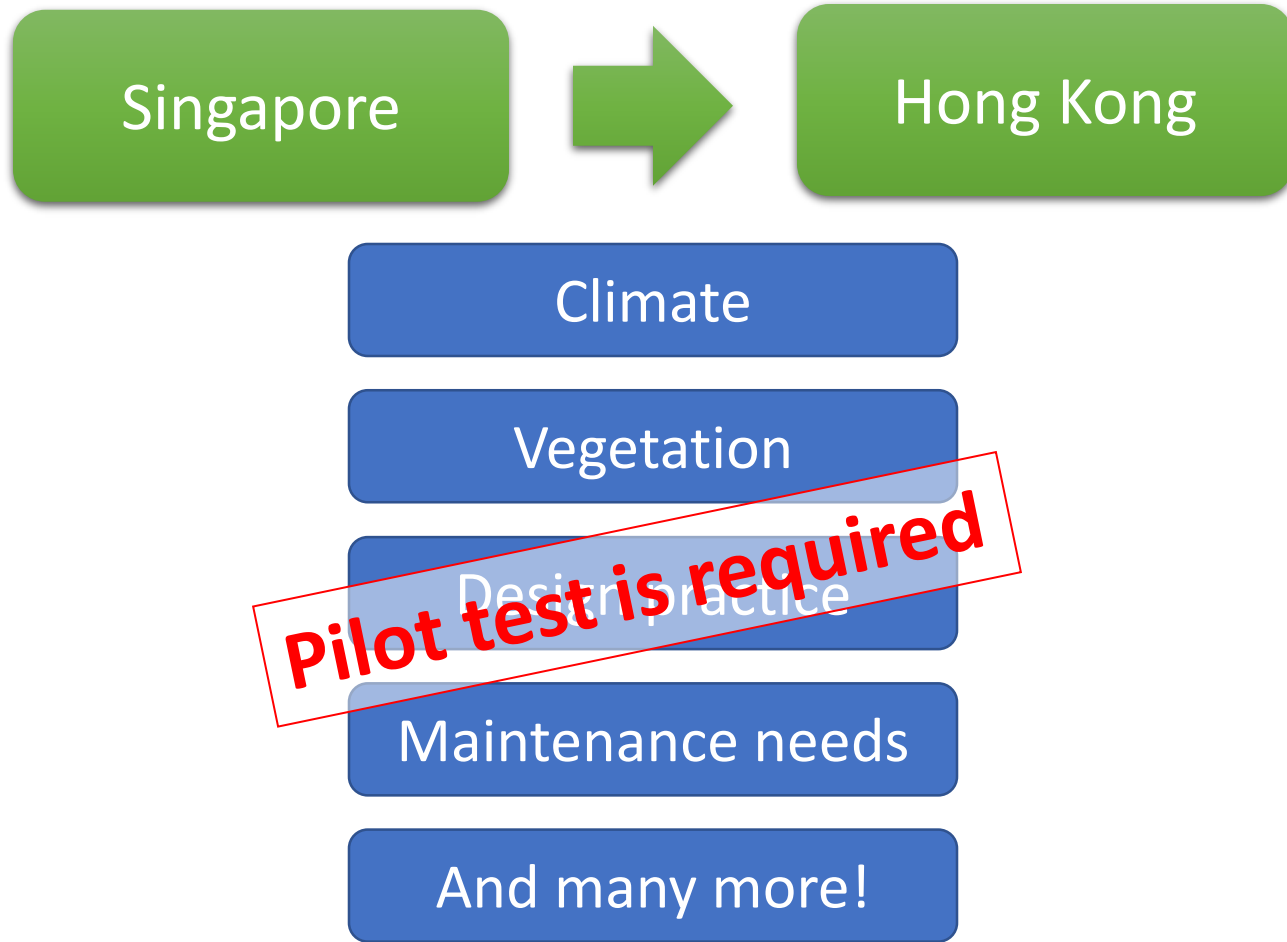 Singapore
Hong Kong
Climate
Vegetation
Design practice
Pilot test is required
Maintenance needs
And many more!